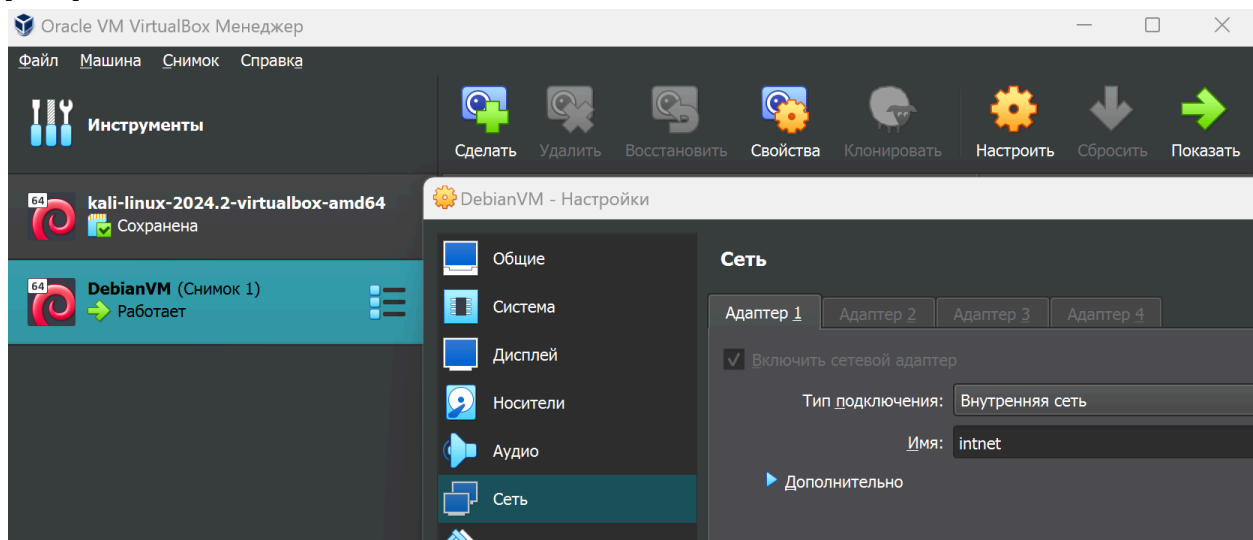 Oracle VM VirtualBox Менеджер
Файл Машина Снимок Справка
Инструменты
Сделать Удалить Восстановить Свойства Клонировать Настроить Сбросить Показать
64 kali-linux-2024.2-virtualbox-amd64
Сохранена
64 DebianVM (Снимок 1)
Работает
DebianVM - Настройки
Общие
Система
Дисплей
Носители
Аудио
Сеть
Сеть
Адаптер 1 Адаптер 2 Адаптер 3 Адаптер 4
Включить сетевой адаптер
Тип подключения: Внутренняя сеть
Имя: intnet
Дополнительно